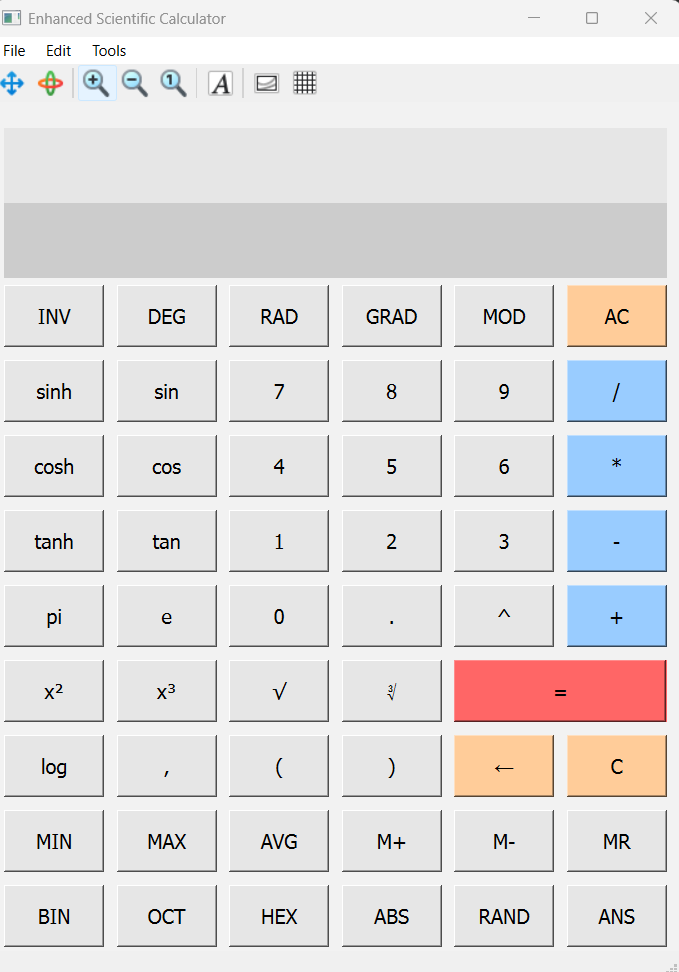 Enhanced Scientific Calculator
File Edit Tools
1 A
INV DEG RAD GRAD MOD AC
sinh sin 7 8 9 /
cosh cos 4 5 6 *
tanh tan 1 2 3 -
pi e 0 . ^ +
x² x³ √ ∛ =
log , ( ) ← C
MIN MAX AVG M+ M- MR
BIN OCT HEX ABS RAND ANS